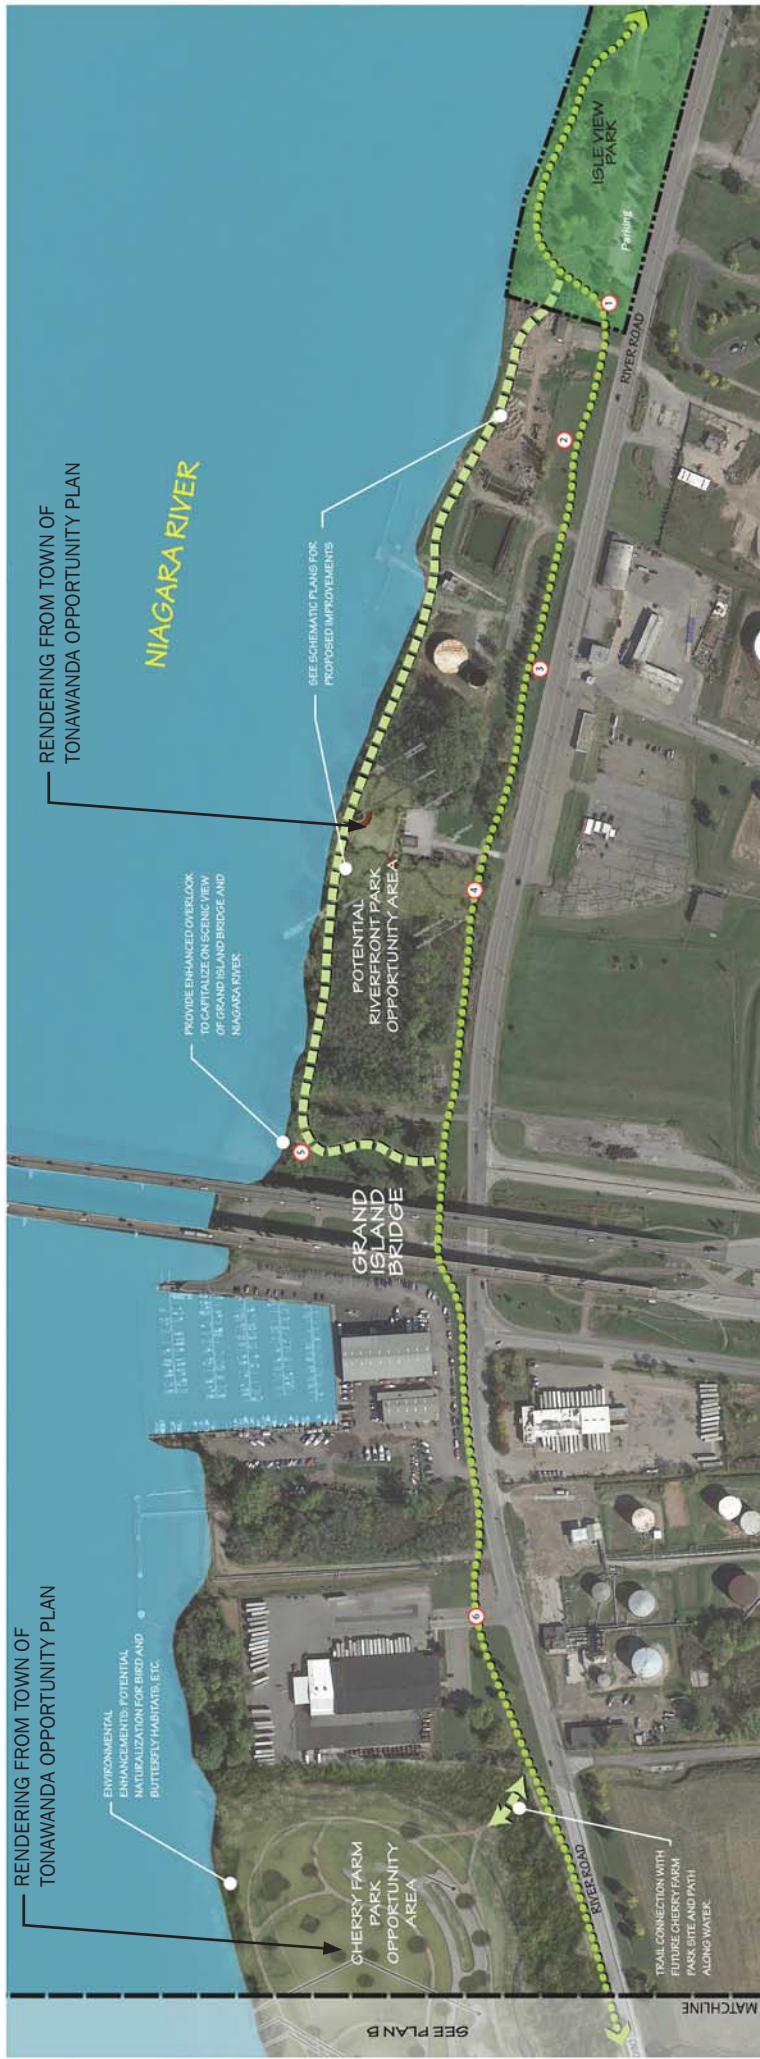 RENDERING FROM TOWN OF
TONAWANDA OPPORTUNITY PLAN
ENVIRONMENTAL
ENHANCEMENTS: POTENTIAL
NATURALIZATION FOR BIRD AND
BUTTERFLY HABITATS, ETC.
PROVIDE ENHANCED OVERLOOK
TO CAPITALIZE ON SCENIC VIEW
OF GRAND ISLAND BRIDGE AND
NIAGARA RIVER
RENDERING FROM TOWN OF
TONAWANDA OPPORTUNITY PLAN
NIAGARA RIVER
SEE SCHEMATIC PLANS FOR
PROPOSED IMPROVEMENTS
SEE PLAN B
CHERRY FARM
PARK
OPPORTUNITY
AREA
GRAND
ISLAND
BRIDGE
POTENTIAL
RIVERFRONT PARK
OPPORTUNITY AREA
ISLE VIEW
PARK
Parking
RIVER ROAD
RIVER ROAD
1
2
3
4
5
6
TRAIL CONNECTION WITH
FUTURE CHERRY FARM
PARK SITE AND PATH
ALONG WATER.
MATCHLINE